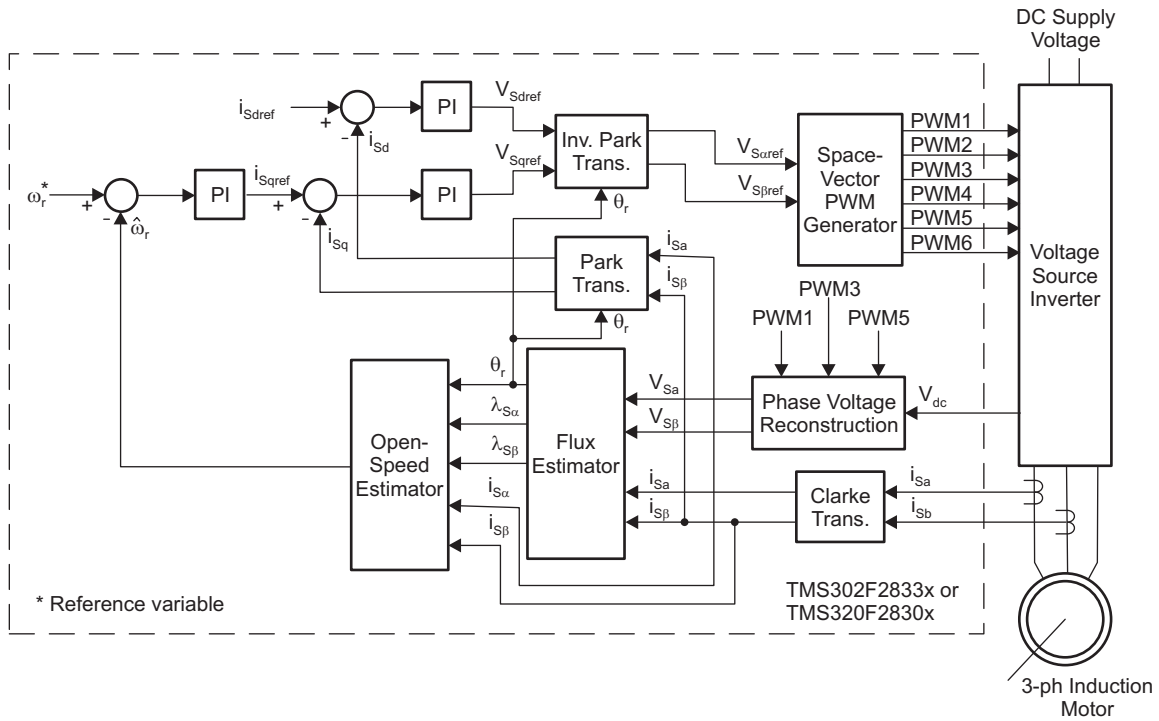 DC Supply
Voltage
i_Sdref
+
-
i_Sd
PI
V_Sdref
V_Sqref
Inv. Park
Trans.
θ_r
V_Sαref
V_Sβref
Space-
Vector
PWM
Generator
PWM1
PWM2
PWM3
PWM4
PWM5
PWM6
Voltage
Source
Inverter
ω_r^*
+
-
ω̂_r
PI
i_Sqref
+
-
i_Sq
PI
Park
Trans.
i_Sa
i_Sβ
θ_r
PWM3
PWM1
PWM5
Phase Voltage
Reconstruction
V_dc
V_Sa
V_Sβ
Open-
Speed
Estimator
θ_r
λ_Sα
λ_Sβ
i_Sα
i_Sβ
Flux
Estimator
i_Sa
i_Sβ
Clarke
Trans.
i_Sa
i_Sb
* Reference variable
TMS302F2833x or
TMS320F2830x
3-ph Induction
Motor